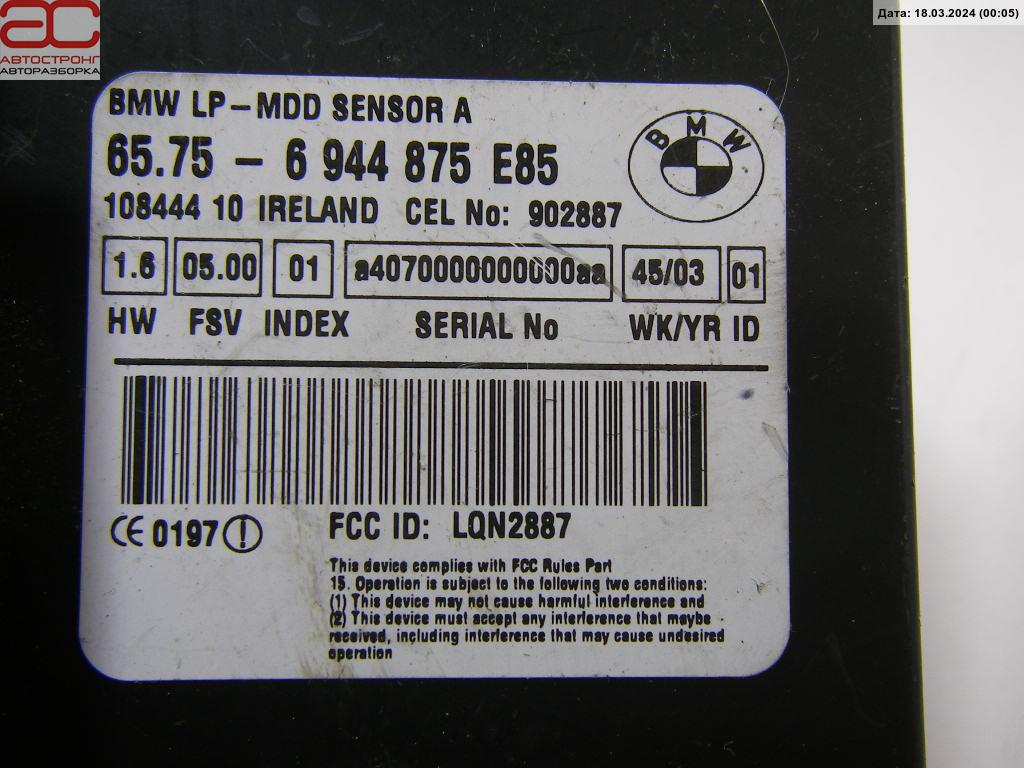 Дата: 18.03.2024 (00:05)
АС
АВТОСТРОНГ
АВТОРАЗБОРКА
BMW LP-MDD SENSOR A
65.75 - 6 944 875 E85
BMW
108444 10 IRELAND CEL No: 902887
1.6 05.00 01 a4070000000000aa 45/03 01
HW FSV INDEX SERIAL No WK/YR ID
CE 0197 !
FCC ID: LQN2887
This device complies with FCC Rules Part
15. Operation is subject to the following two conditions:
(1) This device may not cause harmful interference and
(2) This device must accept any interference that maybe
received, including interference that may cause undesired
operation